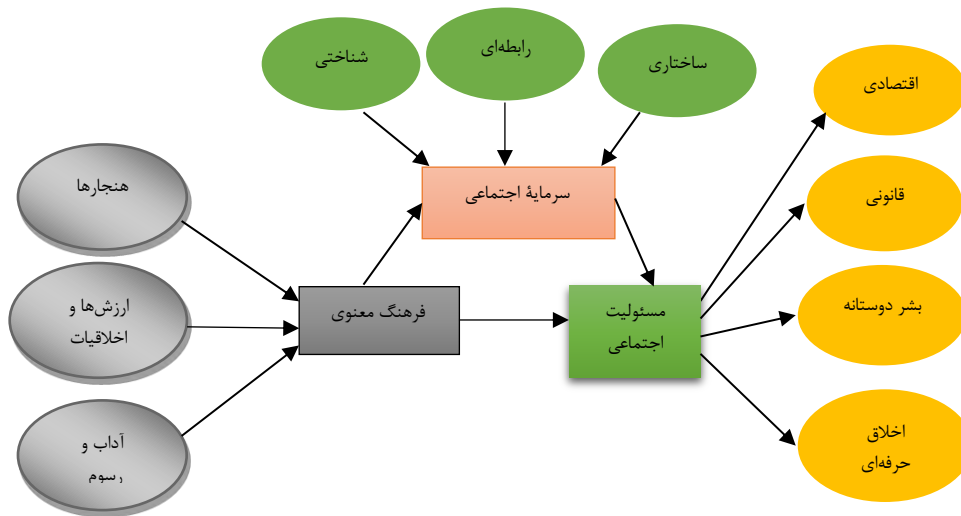 ساختاری
رابطه‌ای
شناختی
اقتصادی
سرمایۀ اجتماعی
هنجارها
قانونی
ارزش‌ها و
اخلاقیات
فرهنگ معنوی
مسئولیت
اجتماعی
بشر دوستانه
آداب و
رسوم
اخلاق
حرفه‌ای